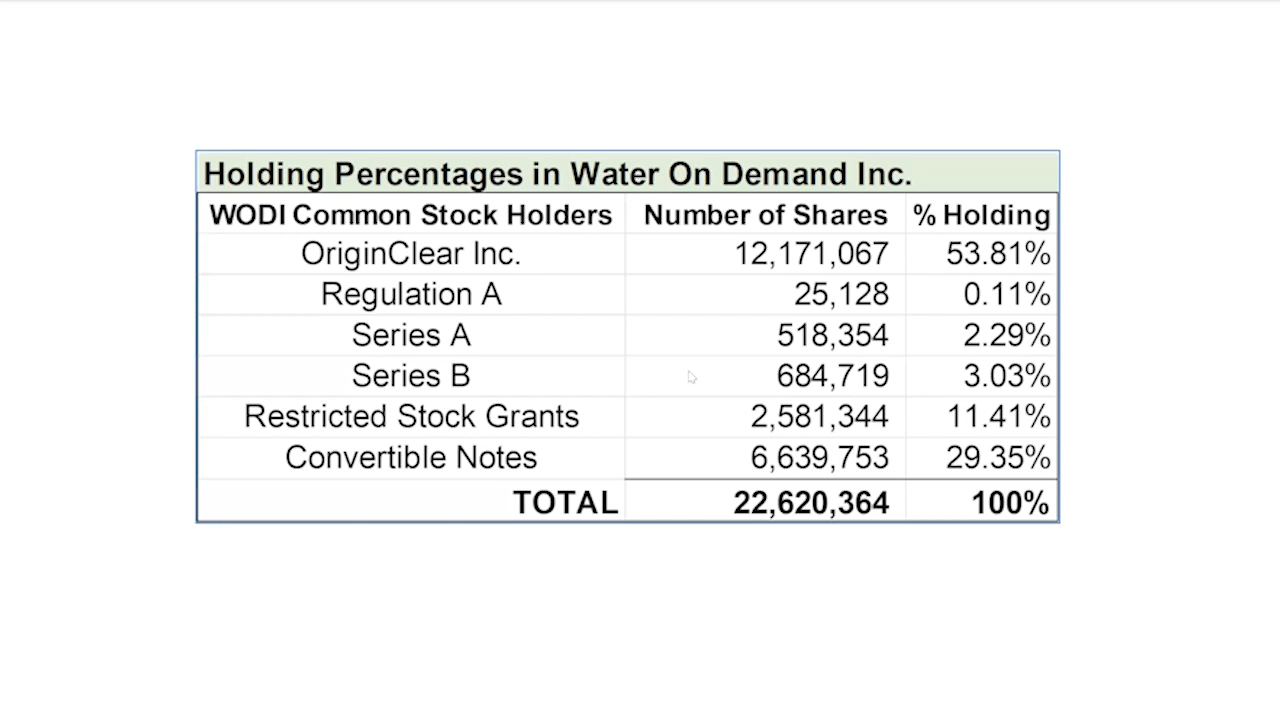 Holding Percentages in Water On Demand Inc.
WODI Common Stock Holders Number of Shares % Holding
OriginClear Inc. 12,171,067 53.81%
Regulation A 25,128 0.11%
Series A 518,354 2.29%
Series B 684,719 3.03%
Restricted Stock Grants 2,581,344 11.41%
Convertible Notes 6,639,753 29.35%
TOTAL 22,620,364 100%